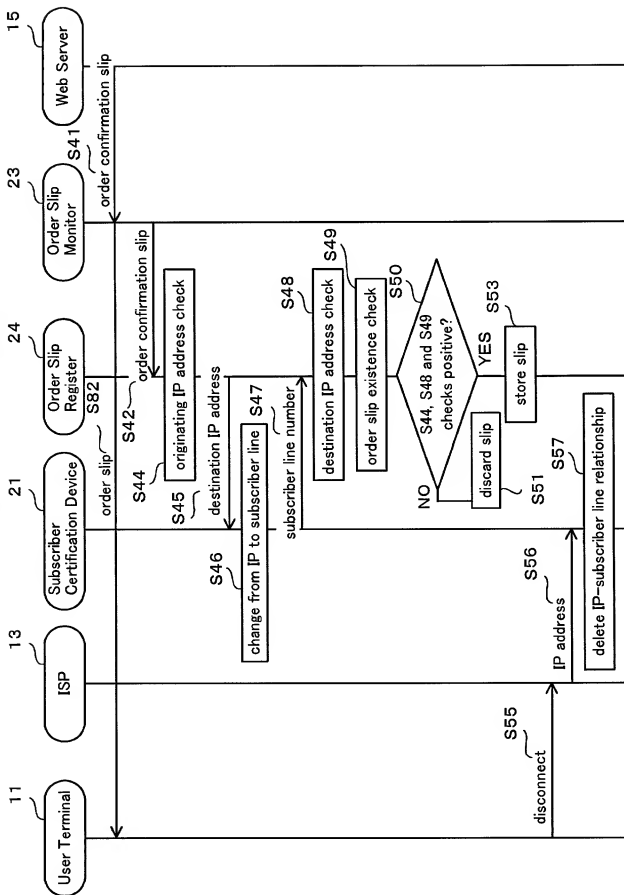 11
User Terminal
13
ISP
21
Subscriber
Certification Device
24
Order Slip
Register
23
Order Slip
Monitor
15
Web Server
S41
order confirmation slip
S82
order slip
S42
order confirmation slip
S44
originating IP address check
S45
destination IP address
S46
change from IP to subscriber line
S47
subscriber line number
S48
destination IP address check
S49
order slip existence check
S50
S44, S48 and S49
checks positive?
NO
YES
S51
discard slip
S53
store slip
S55
disconnect
S56
IP address
S57
delete IP-subscriber line relationship